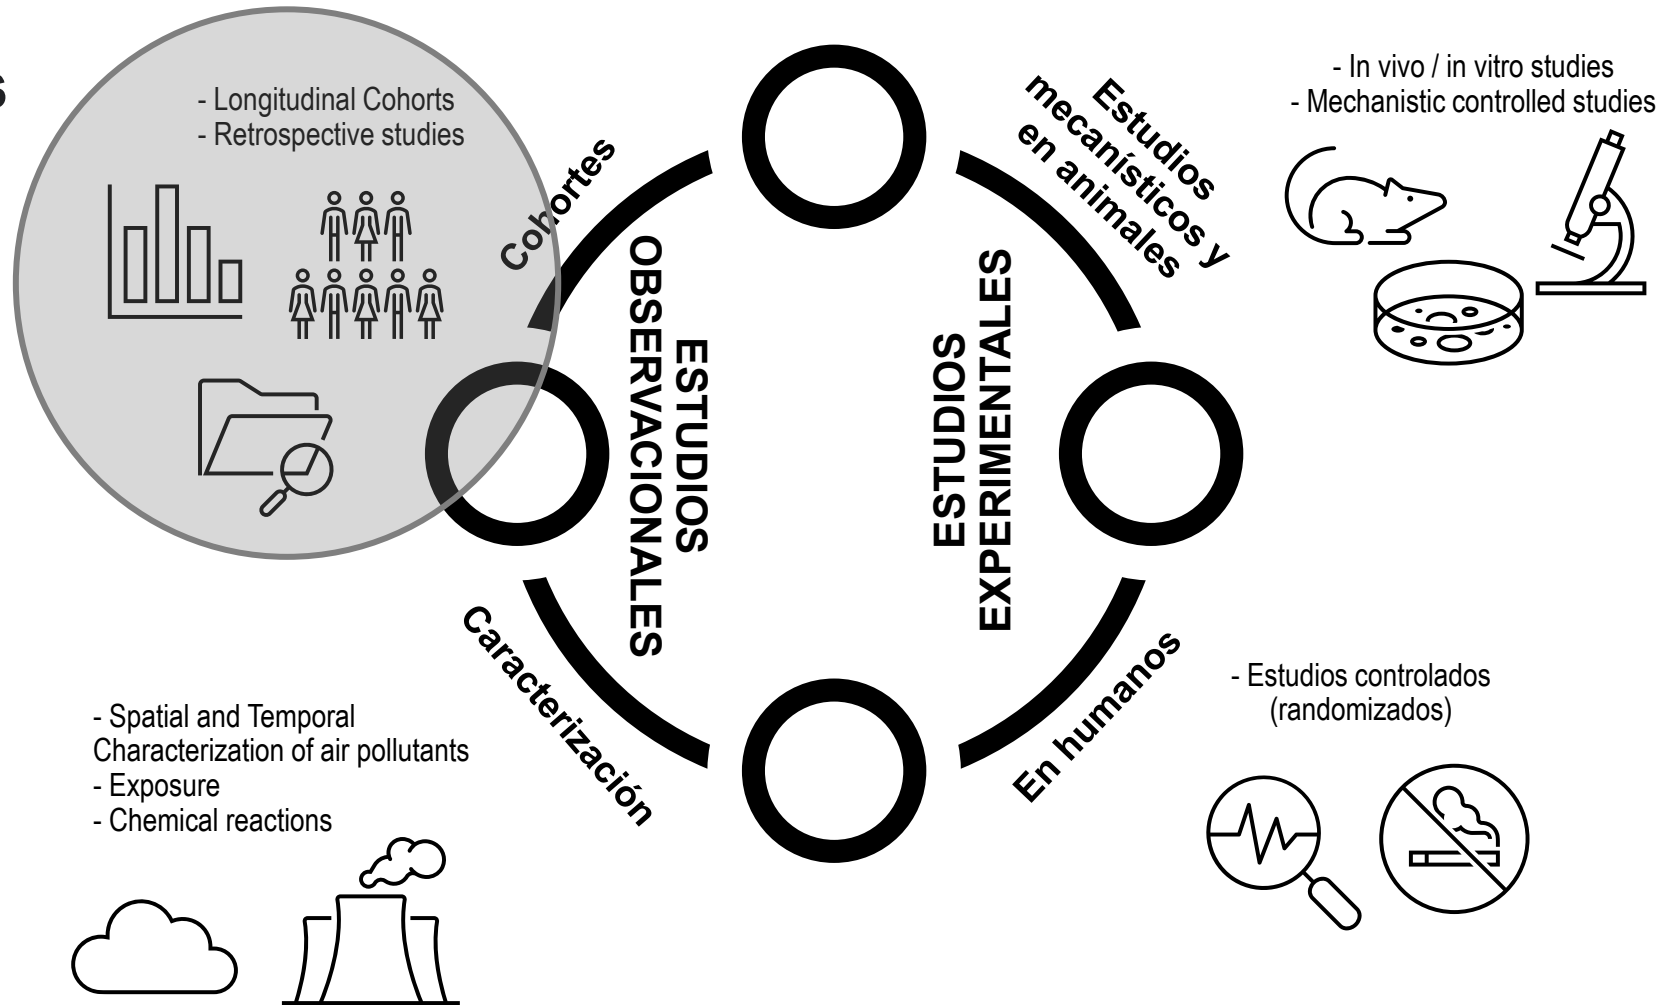 s
- Longitudinal Cohorts
- Retrospective studies
Cohortes
Estudios
mecanísticos y
en animales
- In vivo / in vitro studies
- Mechanistic controlled studies
ESTUDIOS
OBSERVACIONALES
ESTUDIOS
EXPERIMENTALES
Caracterización
En humanos
- Spatial and Temporal
Characterization of air pollutants
- Exposure
- Chemical reactions
- Estudios controlados
(randomizados)